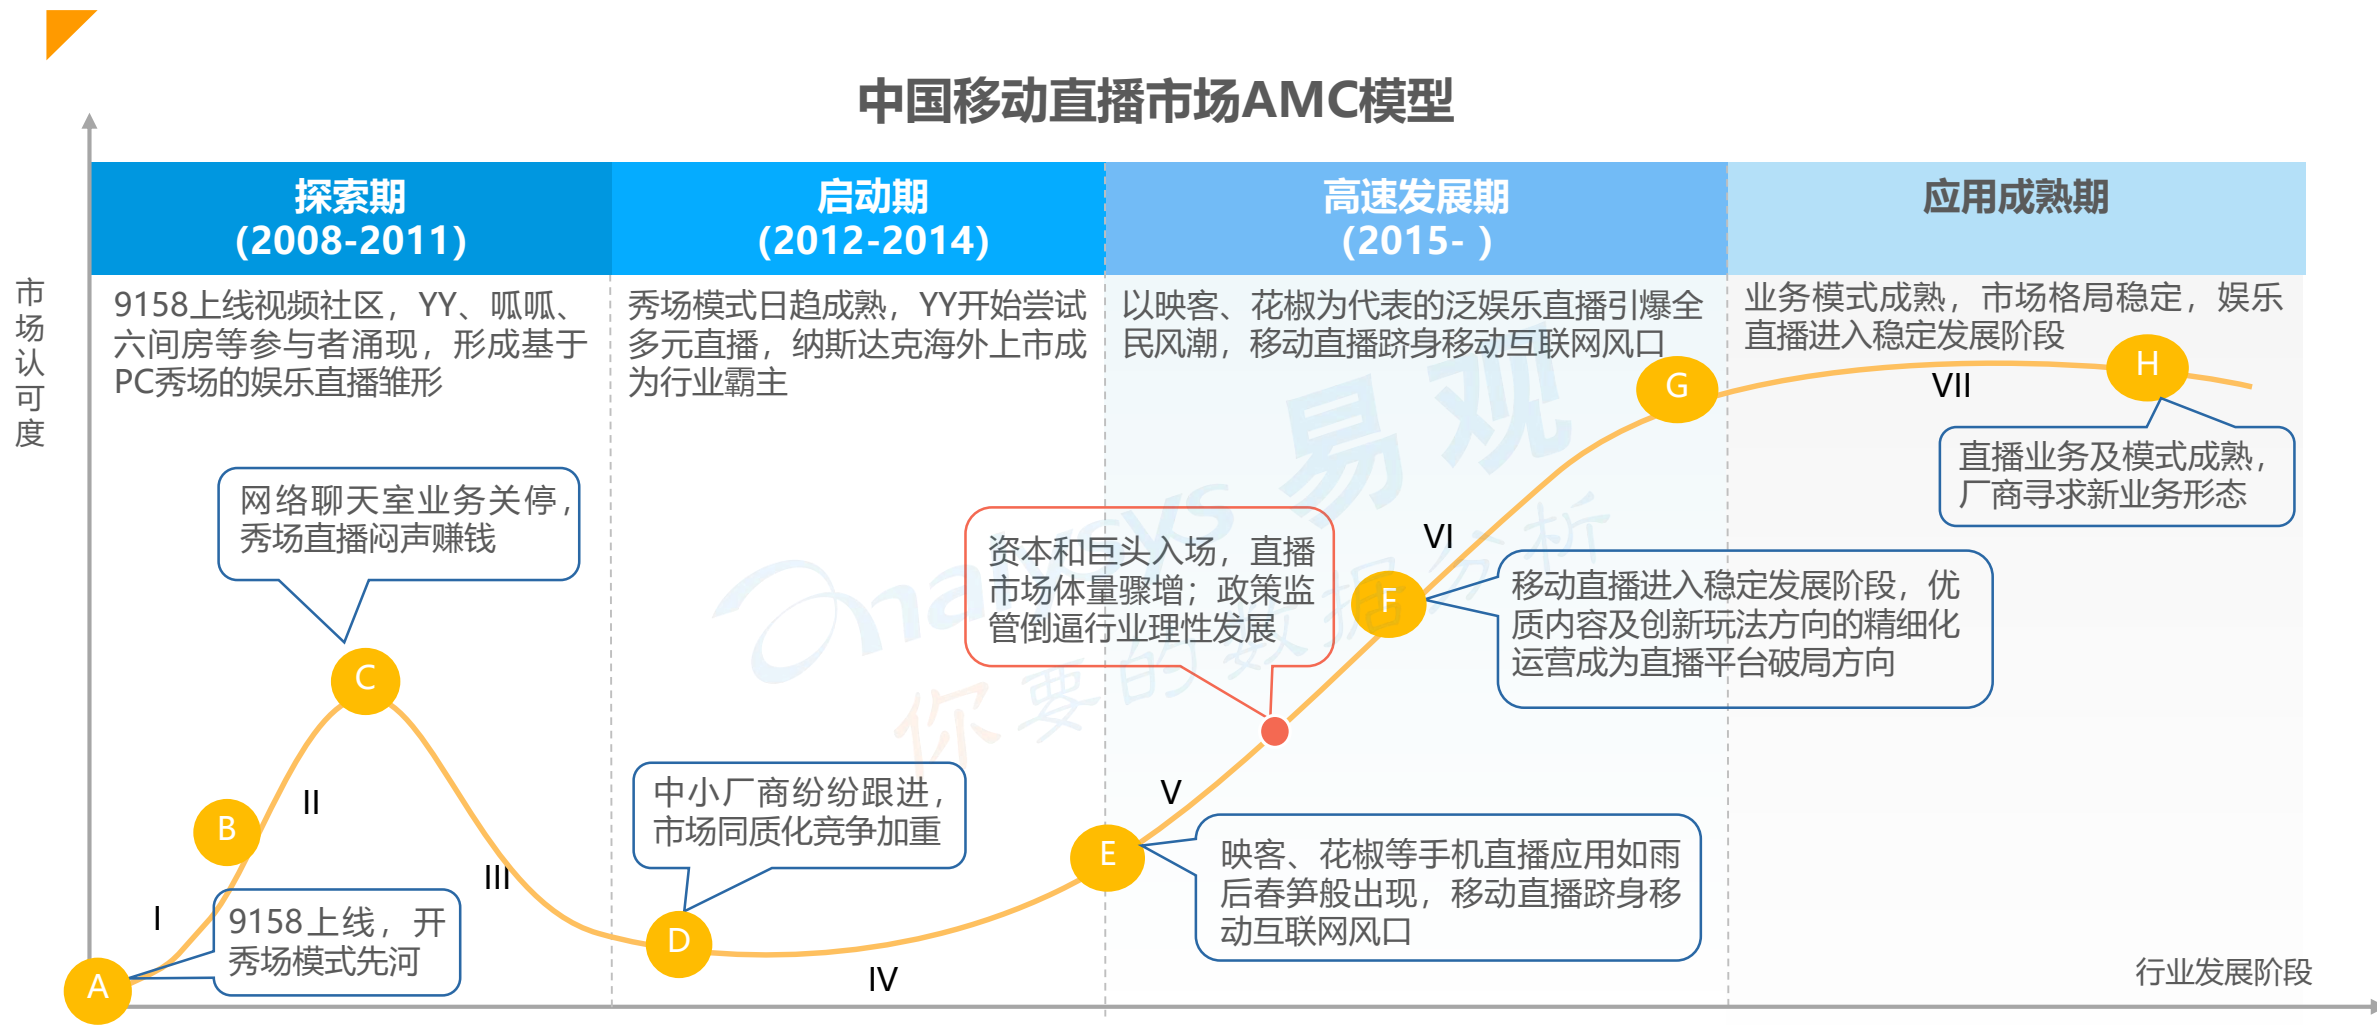 中国移动直播市场AMC模型
探索期
(2008-2011)
启动期
(2012-2014)
高速发展期
(2015- )
应用成熟期
市场认可度
9158上线视频社区，YY、呱呱、
六间房等参与者涌现，形成基于
PC秀场的娱乐直播雏形
秀场模式日趋成熟，YY开始尝试
多元直播，纳斯达克海外上市成
为行业霸主
以映客、花椒为代表的泛娱乐直播引爆全
民风潮，移动直播跻身移动互联网风口
业务模式成熟，市场格局稳定，娱乐
直播进入稳定发展阶段
G
H
VII
直播业务及模式成熟，
厂商寻求新业务形态
网络聊天室业务关停，
秀场直播闷声赚钱
Analysys 易观
你要的数据分析
资本和巨头入场，直播
市场体量骤增；政策监
管倒逼行业理性发展
VI
F
移动直播进入稳定发展阶段，优
质内容及创新玩法方向的精细化
运营成为直播平台破局方向
C
B
II
III
中小厂商纷纷跟进，
市场同质化竞争加重
V
E
映客、花椒等手机直播应用如雨
后春笋般出现，移动直播跻身移
动互联网风口
I
9158上线，开
秀场模式先河
A
D
IV
行业发展阶段